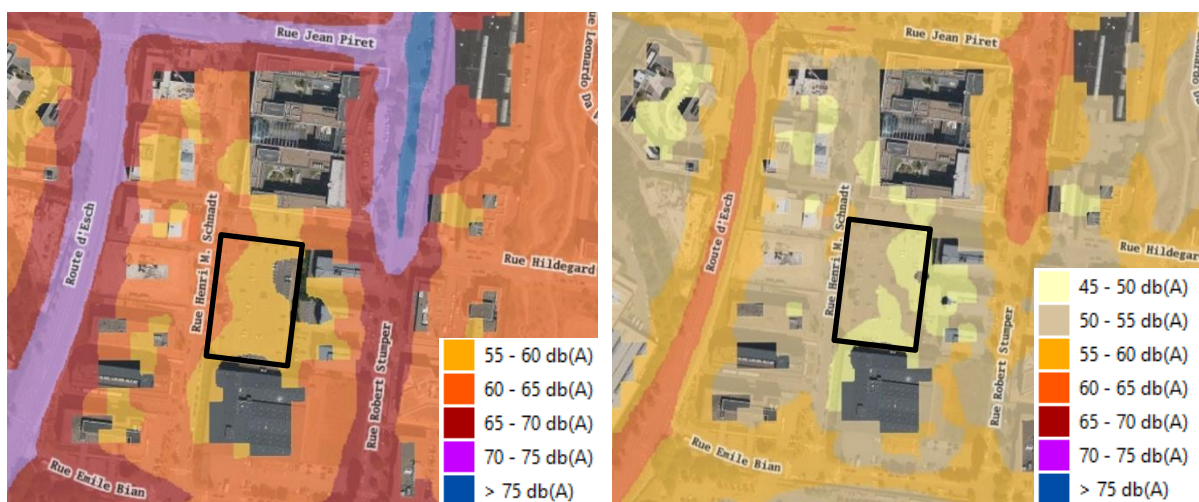 Rue Jean Piret
Rue Leonardo da
Route d'Esch
Rue Henri M. Schnadt
Rue Hildegard
Rue Robert Stumper
Rue Emile Bian
55 - 60 db(A)
60 - 65 db(A)
65 - 70 db(A)
70 - 75 db(A)
> 75 db(A)
Rue Jean Piret
Route d'Esch
Rue Henri M. Schnadt
Rue Hildegard
Rue Robert Stumper
Rue Emile Bian
45 - 50 db(A)
50 - 55 db(A)
55 - 60 db(A)
60 - 65 db(A)
65 - 70 db(A)
70 - 75 db(A)
> 75 db(A)